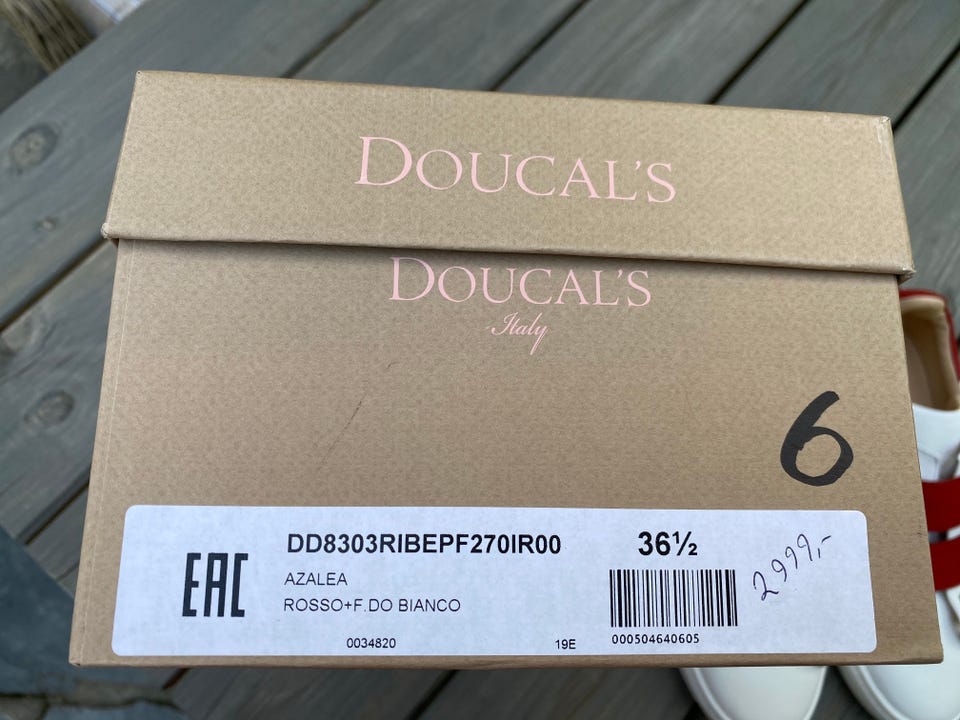 DOUCAL'S
DOUCAL'S
Italy
6
EAC
DD8303RIBEPF270IR00
36½
AZALEA
ROSSO+F.DO BIANCO
2999,-
0034820
19E
000504640605